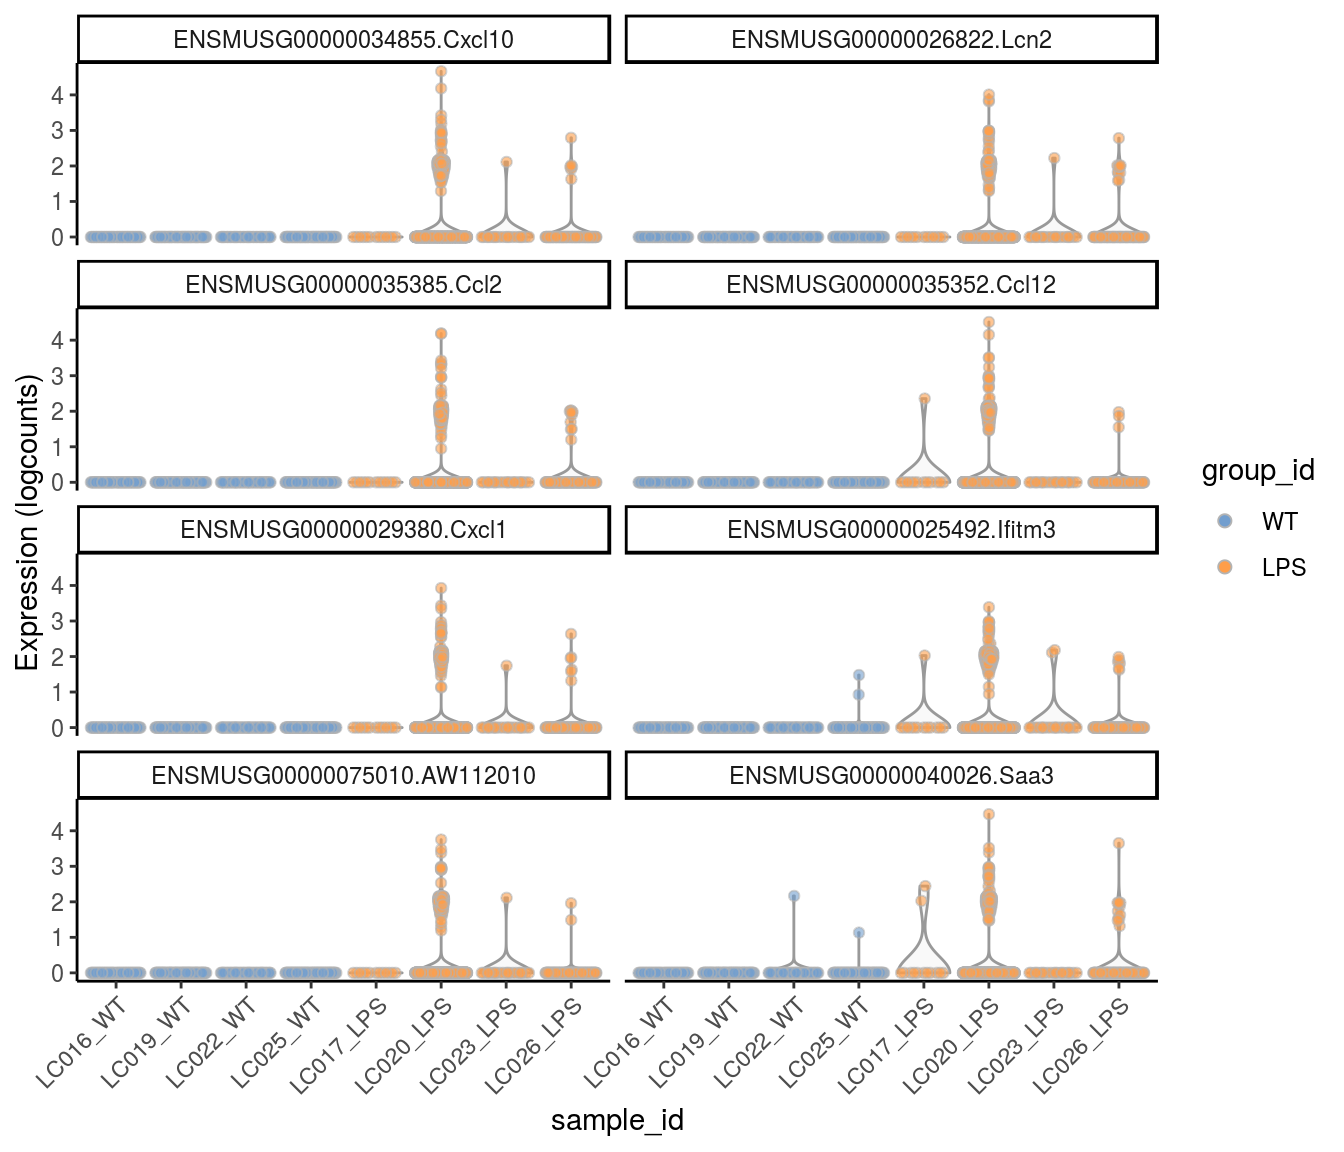 ENSMUSG00000034855.Cxcl10
ENSMUSG00000026822.Lcn2
4
3
2
1
0
ENSMUSG00000035385.Ccl2
ENSMUSG00000035352.Ccl12
4
3
2
1
0
ENSMUSG00000029380.Cxcl1
ENSMUSG00000025492.Ifitm3
4
3
2
1
0
ENSMUSG00000075010.AW112010
ENSMUSG00000040026.Saa3
4
3
2
1
0
Expression (logcounts)
LC016_WT
LC019_WT
LC022_WT
LC025_WT
LC017_LPS
LC020_LPS
LC023_LPS
LC026_LPS
LC016_WT
LC019_WT
LC022_WT
LC025_WT
LC017_LPS
LC020_LPS
LC023_LPS
LC026_LPS
sample_id
group_id
WT
LPS